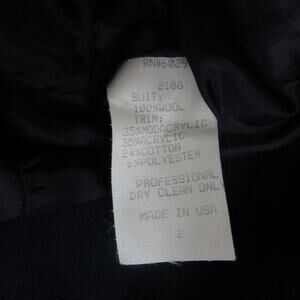 RN#6029
2108
SUIT:
100%WOOL
TRIM:
35%MODACRYLIC
35%ACRYLIC
24%COTTON
6%POLYESTER
PROFESSIONAL
DRY CLEAN ONLY
MADE IN USA
2